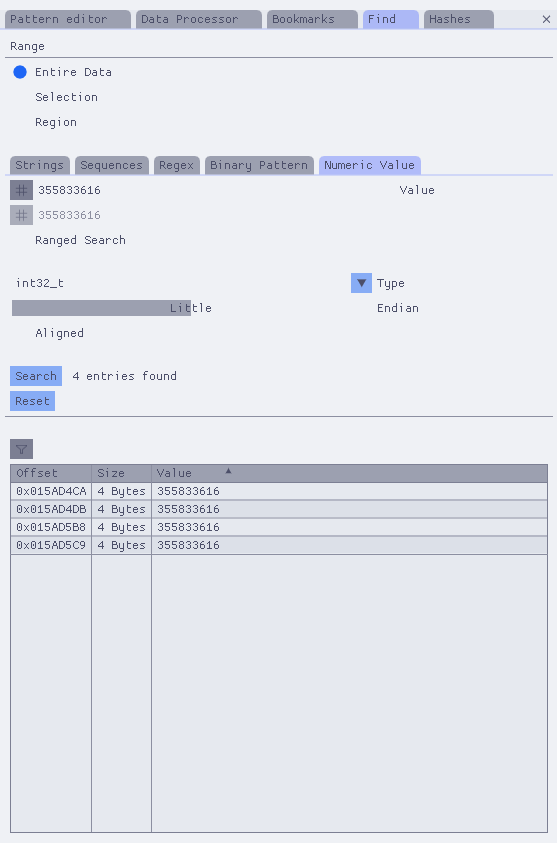 Pattern editor Data Processor Bookmarks Find Hashes
Range
Entire Data
Selection
Region
Strings Sequences Regex Binary Pattern Numeric Value
# 355833616 Value
# 355833616
Ranged Search
int32_t Type
Little Endian
Aligned
Search 4 entries found
Reset
Offset Size Value
0x015AD4CA 4 Bytes 355833616
0x015AD4DB 4 Bytes 355833616
0x015AD5B8 4 Bytes 355833616
0x015AD5C9 4 Bytes 355833616